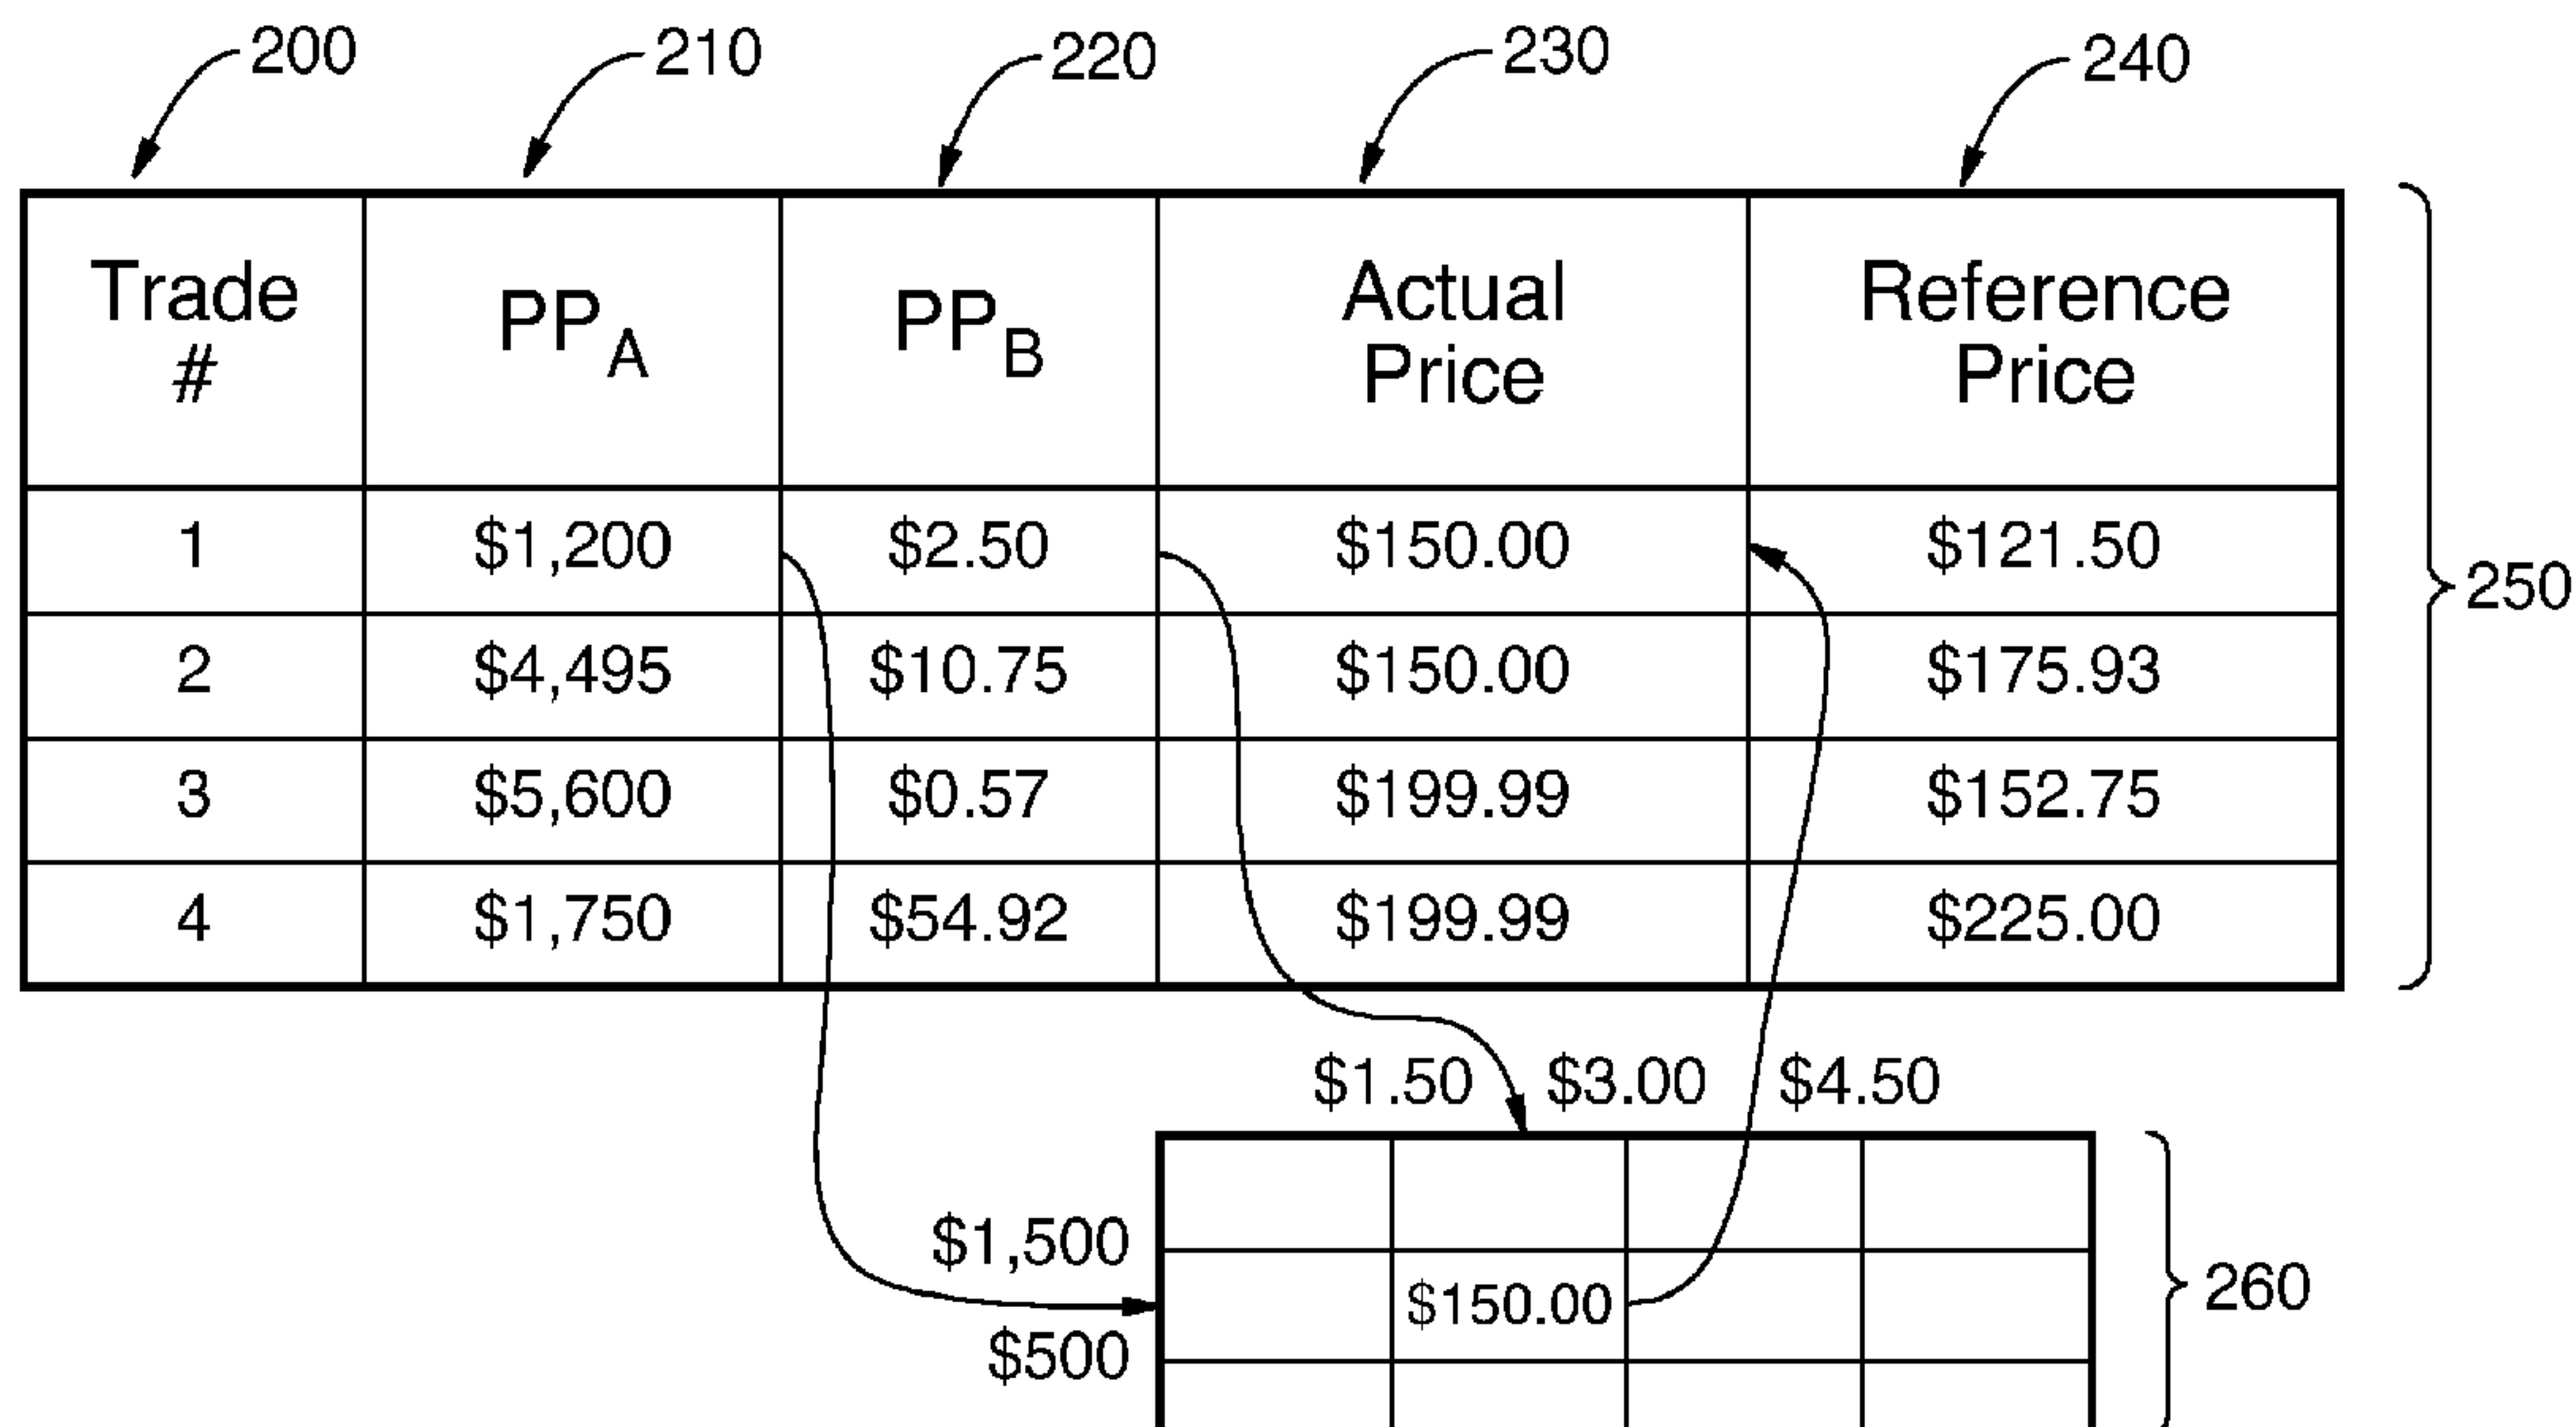 200 210 220 230 240
Trade # PP_A PP_B Actual Price Reference Price
1 $1,200 $2.50 $150.00 $121.50
250
2 $4,495 $10.75 $150.00 $175.93
3 $5,600 $0.57 $199.99 $152.75
4 $1,750 $54.92 $199.99 $225.00
$1.50 $3.00 $4.50
$1,500
$150.00 260
$500